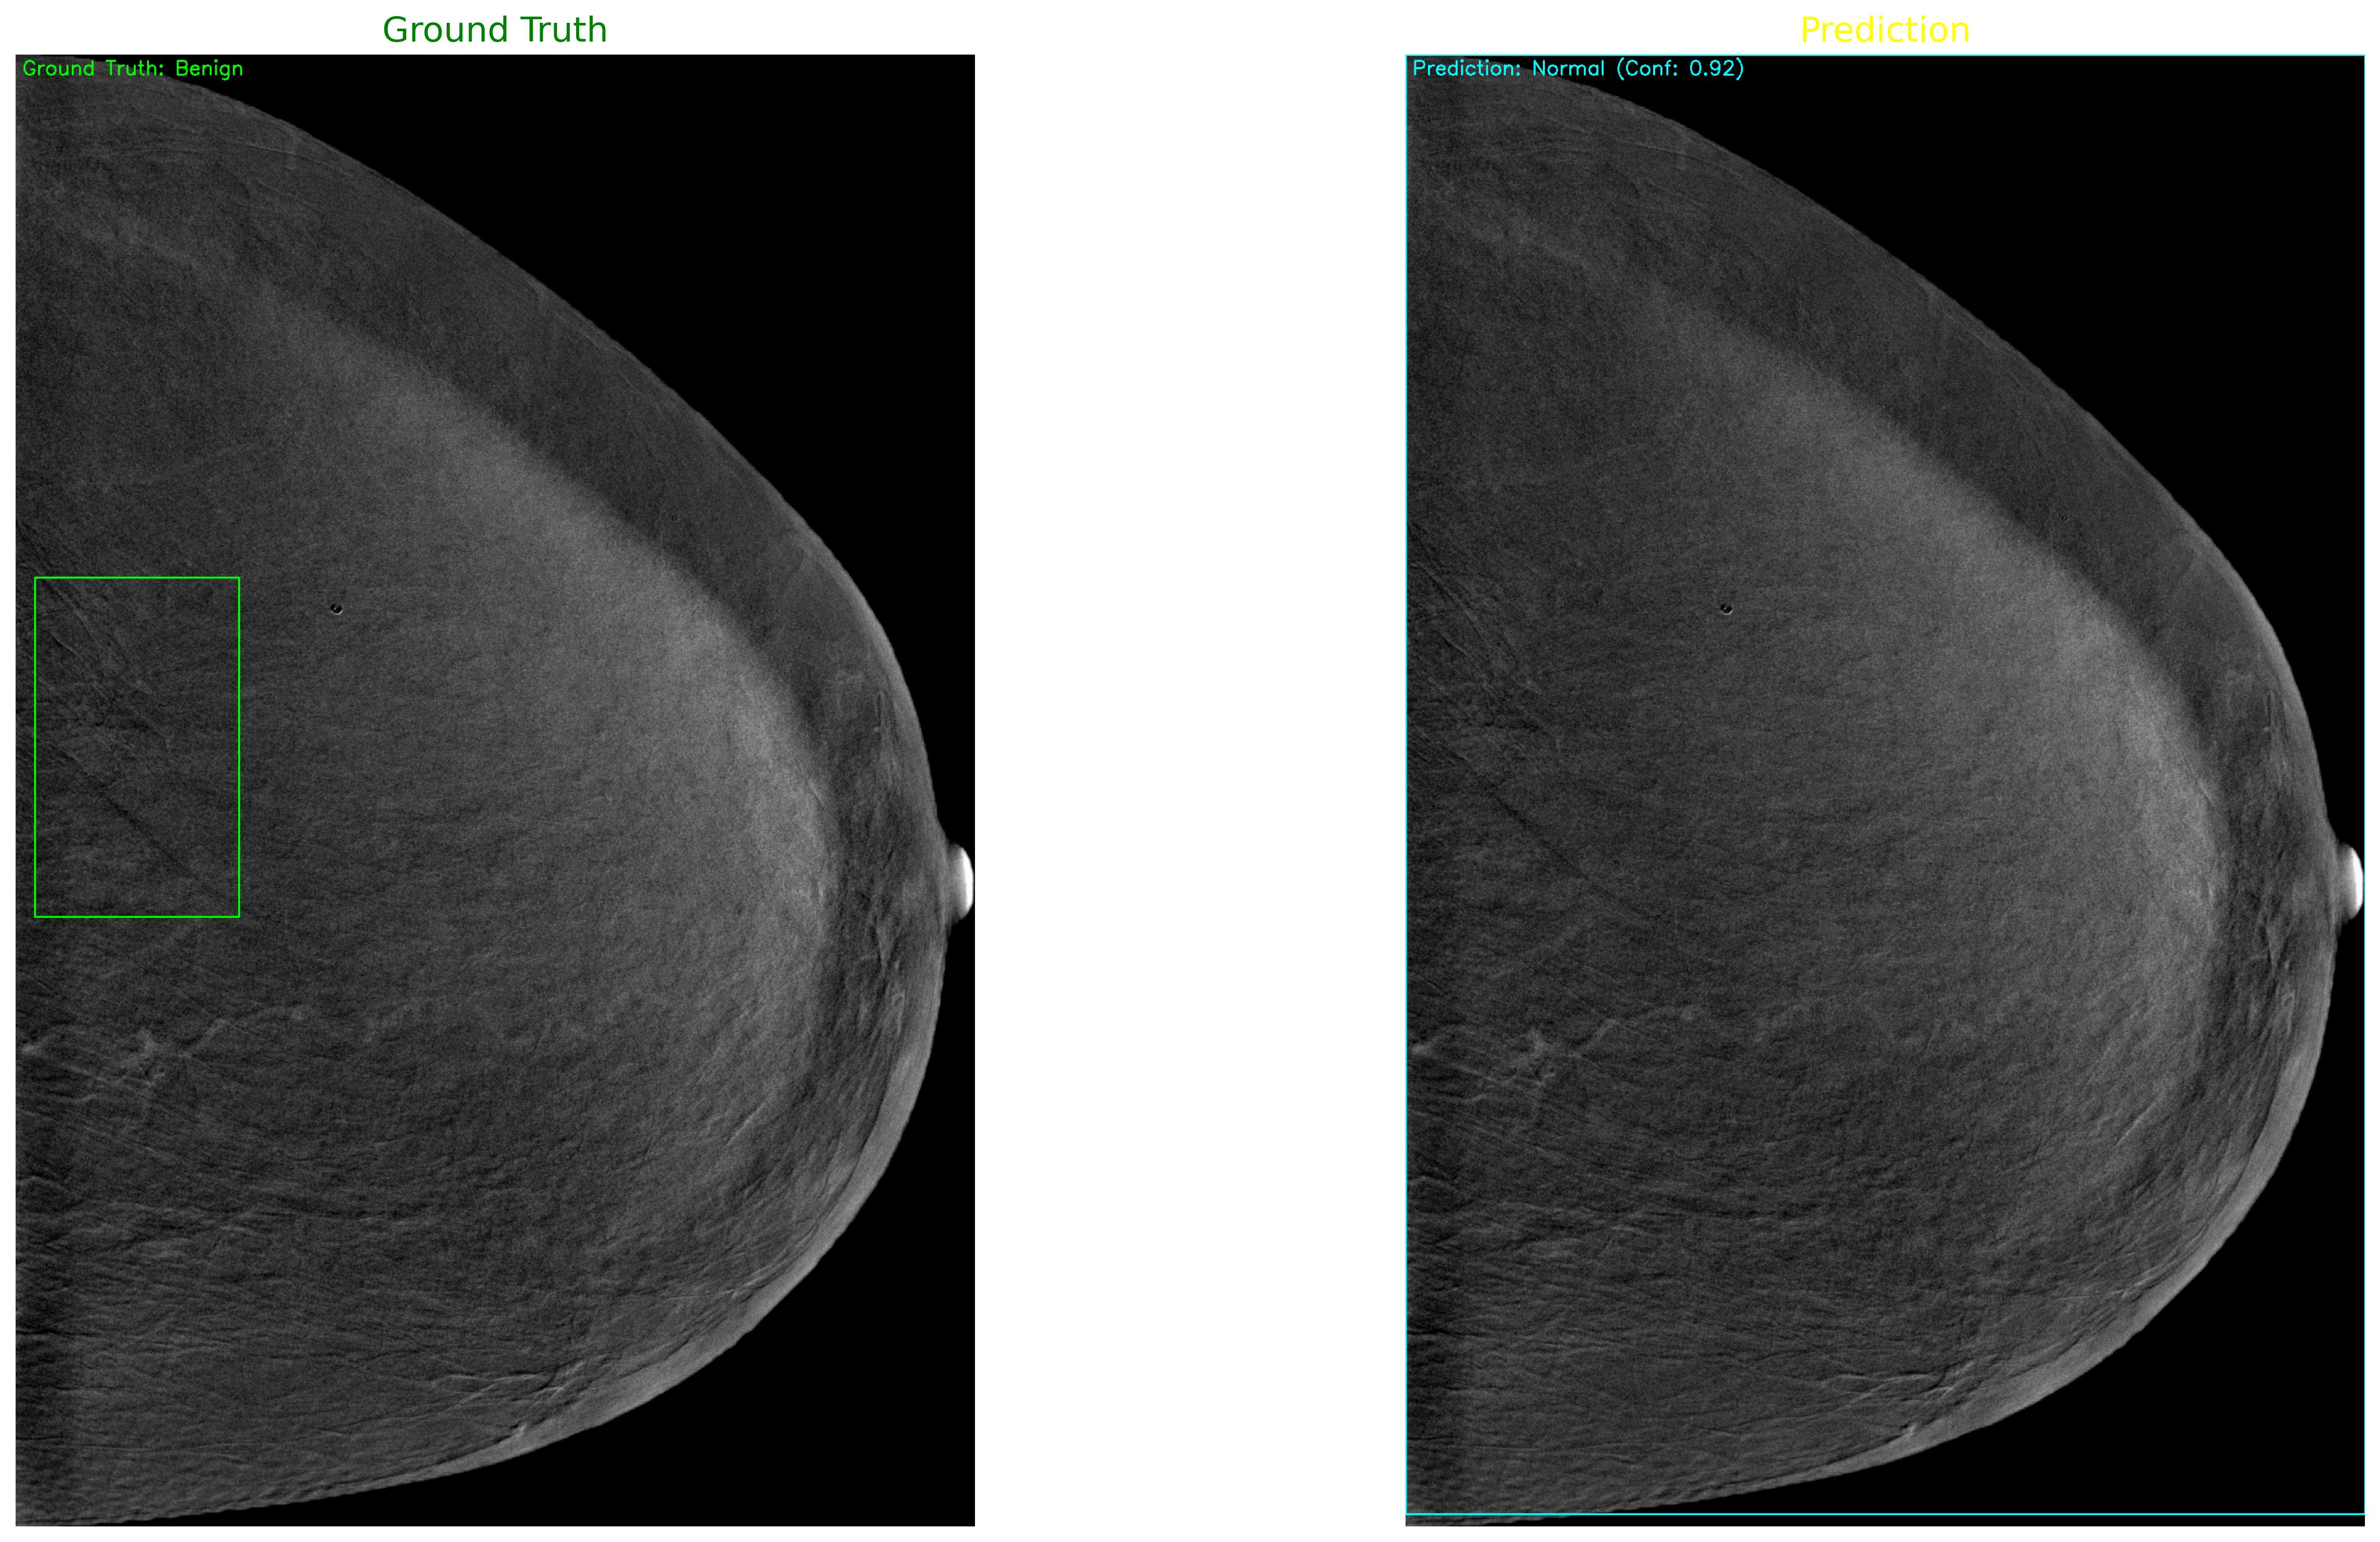 Ground Truth
Prediction
Ground Truth: Benign
Prediction: Normal (Conf: 0.92)